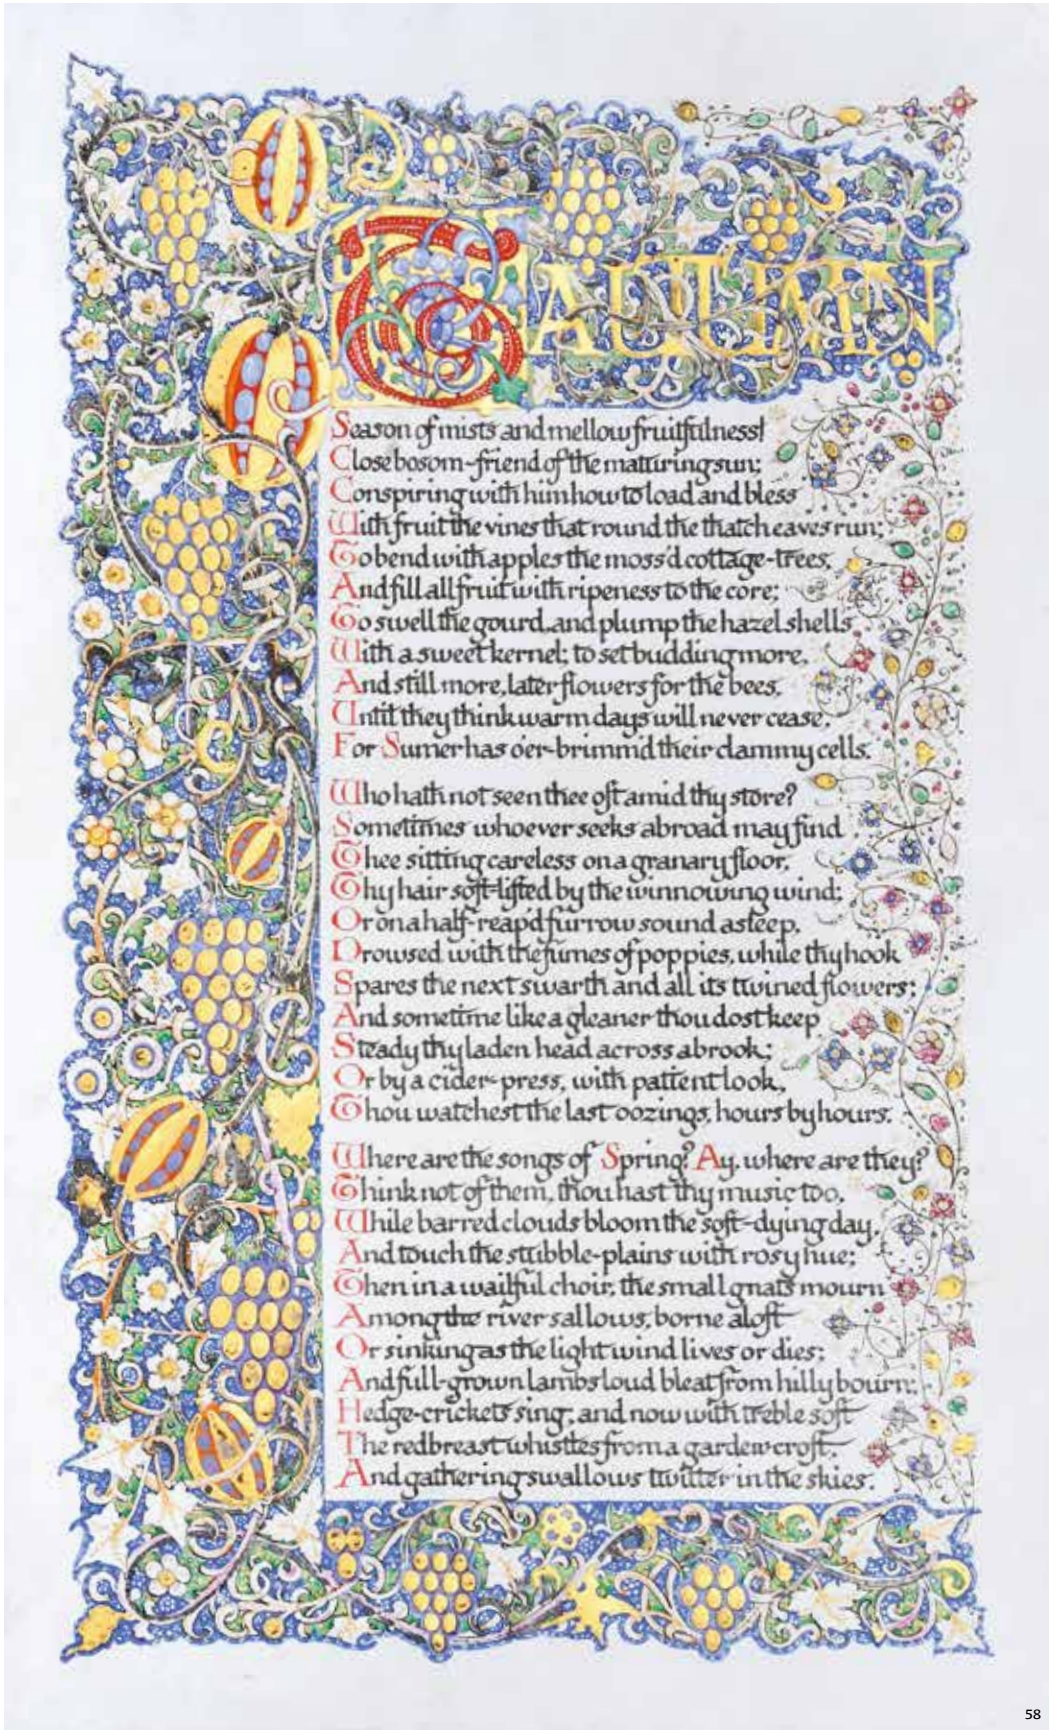 TO AUTUMN
Season of mists and mellow fruitfulness!
Close bosom-friend of the maturing sun;
Conspiring with him how to load and bless
With fruit the vines that round the thatch eaves run;
To bend with apples the moss'd cottage-trees,
And fill all fruit with ripeness to the core;
To swell the gourd, and plump the hazel shells
With a sweet kernel; to set budding more,
And still more, later flowers for the bees,
Until they think warm days will never cease,
For Sumer has o'er-brimm'd their clammy cells.
Who hath not seen thee oft amid thy store?
Sometimes whoever seeks abroad may find
Thee sitting careless on a granary floor,
Thy hair soft-lifted by the winnowing wind;
Or on a half-reap'd furrow sound asleep,
Drowsed with the fumes of poppies, while thy hook
Spares the next swarth and all its twined flowers;
And sometime like a gleaner thou dost keep
Steady thy laden head across a brook;
Or by a cider-press, with patient look,
Thou watchest the last oozings, hours by hours.
Where are the songs of Spring? Ay, where are they?
Think not of them, thou hast thy music too,
While barred clouds bloom the soft-dying day,
And touch the stubble-plains with rosy hue;
Then in a wailful choir, the small gnats mourn
Among the river sallows, borne aloft
Or sinking as the light wind lives or dies;
And full-grown lambs loud bleat from hilly bourn;
Hedge-crickets sing; and now with treble soft
The redbreast whistles from a garden-croft;
And gathering swallows twitter in the skies.
58